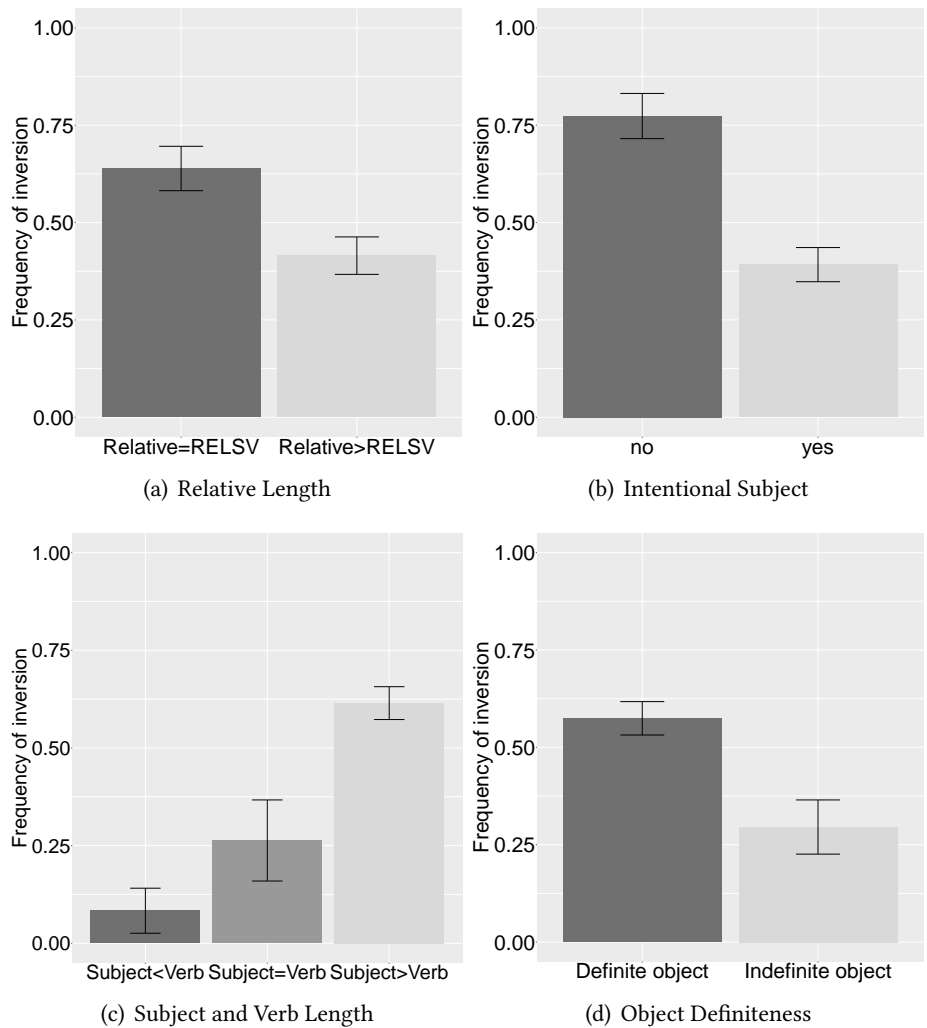 1.00
0.75
0.50
0.25
0.00
Frequency of inversion
Relative=RELSV Relative>RELSV
(a) Relative Length
1.00
0.75
0.50
0.25
0.00
Frequency of inversion
no yes
(b) Intentional Subject
1.00
0.75
0.50
0.25
0.00
Frequency of inversion
Subject<Verb Subject=Verb Subject>Verb
(c) Subject and Verb Length
1.00
0.75
0.50
0.25
0.00
Frequency of inversion
Definite object Indefinite object
(d) Object Definiteness